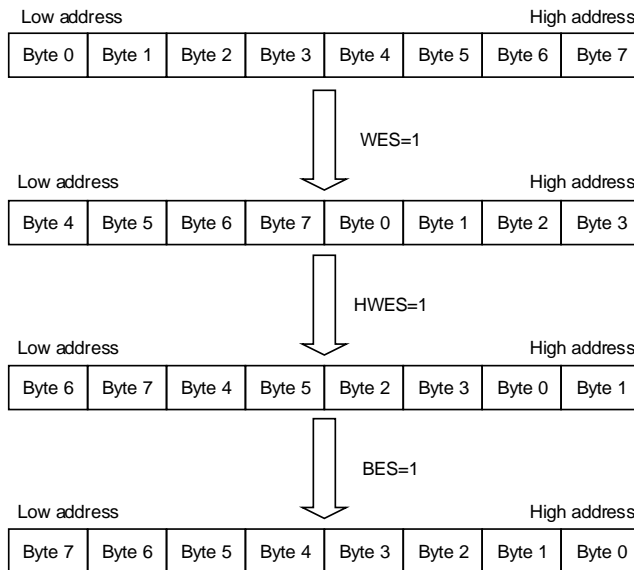 Low address High address
Byte 0 Byte 1 Byte 2 Byte 3 Byte 4 Byte 5 Byte 6 Byte 7
WES=1
Low address High address
Byte 4 Byte 5 Byte 6 Byte 7 Byte 0 Byte 1 Byte 2 Byte 3
HWES=1
Low address High address
Byte 6 Byte 7 Byte 4 Byte 5 Byte 2 Byte 3 Byte 0 Byte 1
BES=1
Low address High address
Byte 7 Byte 6 Byte 5 Byte 4 Byte 3 Byte 2 Byte 1 Byte 0